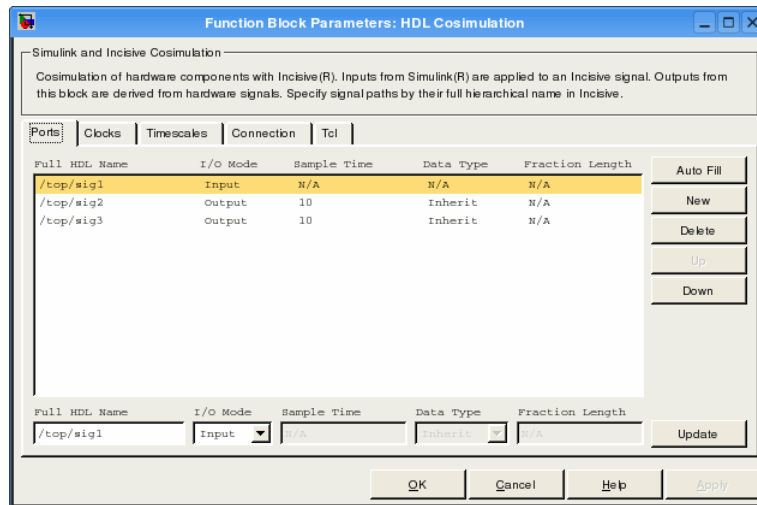 Function Block Parameters: HDL Cosimulation
Simulink and Incisive Cosimulation
Cosimulation of hardware components with Incisive(R). Inputs from Simulink(R) are applied to an Incisive signal. Outputs from
this block are derived from hardware signals. Specify signal paths by their full hierarchical name in Incisive.
Ports Clocks Timescales Connection Tcl
Full HDL Name I/O Mode Sample Time Data Type Fraction Length
/top/sig1 Input N/A N/A N/A
/top/sig2 Output 10 Inherit N/A
/top/sig3 Output 10 Inherit N/A
Auto Fill
New
Delete
Up
Down
Full HDL Name I/O Mode Sample Time Data Type Fraction Length
/top/sig1 Input N/A Inherit N/A Update
OK Cancel Help Apply